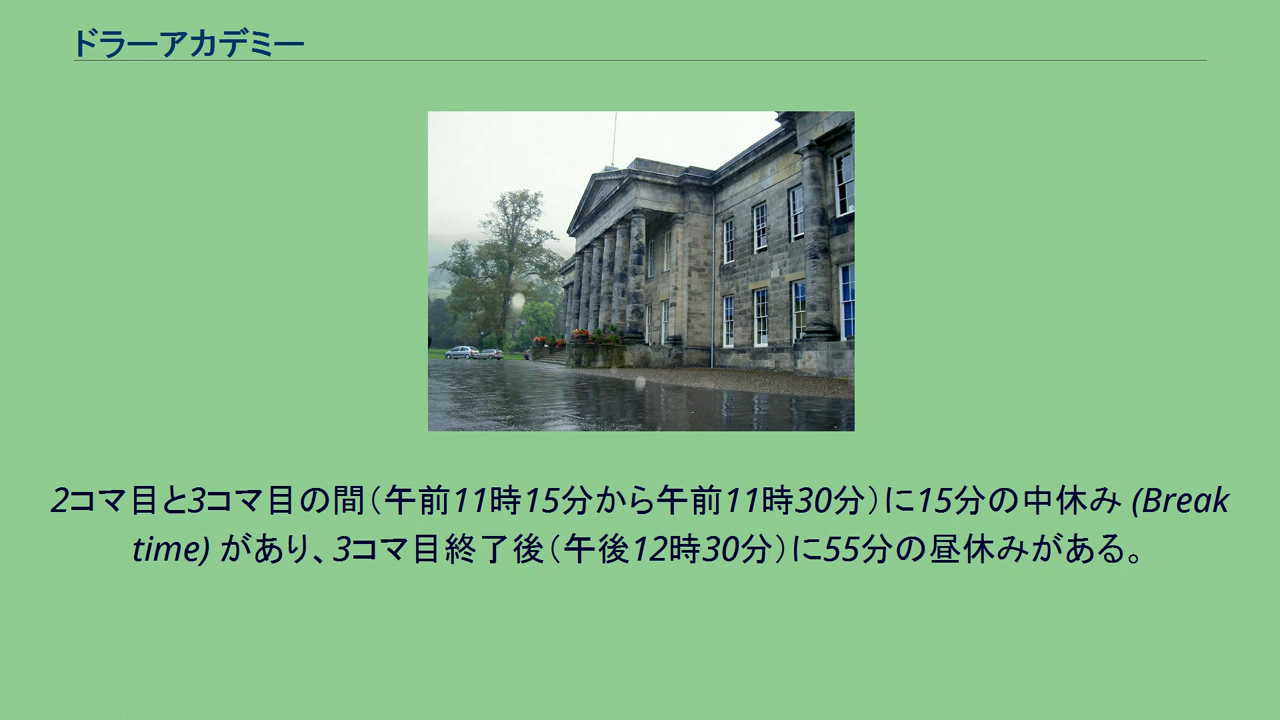 ドラーアカデミー
2コマ目と3コマ目の間（午前11時15分から午前11時30分）に15分の中休み (Break
time) があり、3コマ目終了後（午後12時30分）に55分の昼休みがある。